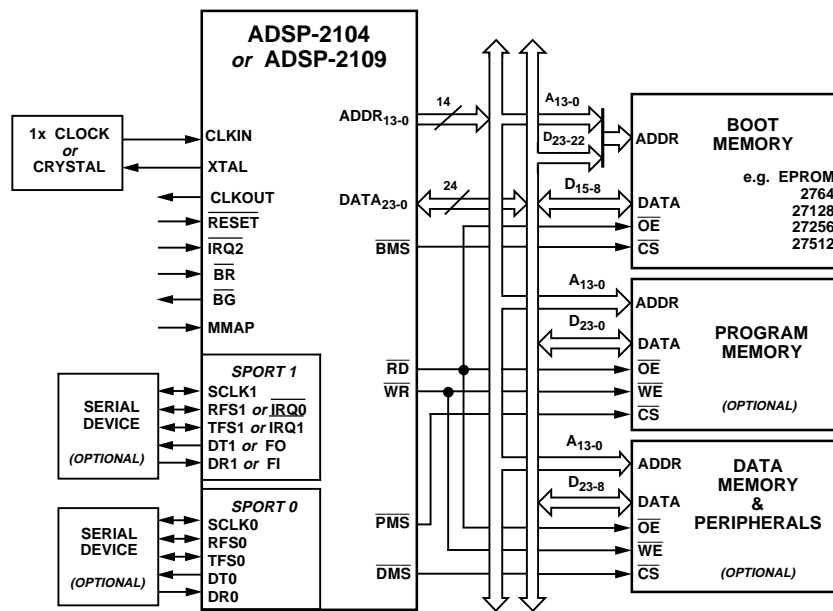 ADSP-2104
or ADSP-2109
1x CLOCK
or
CRYSTAL
CLKIN
XTAL
CLKOUT
RESET
IRQ2
BR
BG
MMAP
ADDR13-0
14
DATA23-0
24
BMS
RD
WR
PMS
DMS
SPORT 1
SCLK1
RFS1 or IRQ0
TFS1 or IRQ1
DT1 or FO
DR1 or FI
SERIAL
DEVICE
(OPTIONAL)
SPORT 0
SCLK0
RFS0
TFS0
DT0
DR0
SERIAL
DEVICE
(OPTIONAL)
A13-0
D23-22
D15-8
ADDR
DATA
OE
CS
BOOT
MEMORY
e.g. EPROM
2764
27128
27256
27512
A13-0
D23-0
ADDR
DATA
OE
WE
CS
PROGRAM
MEMORY
(OPTIONAL)
A13-0
D23-8
ADDR
DATA
OE
WE
CS
DATA
MEMORY
&
PERIPHERALS
(OPTIONAL)